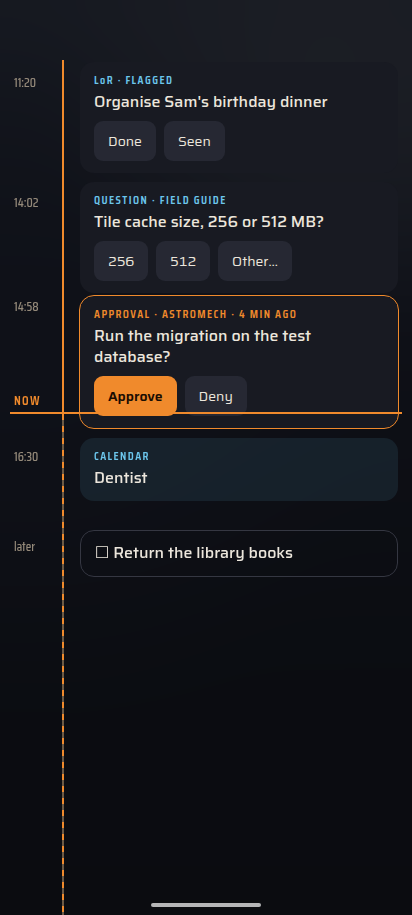 11:20
LoR · FLAGGED
Organise Sam's birthday dinner
Done Seen
14:02
QUESTION · FIELD GUIDE
Tile cache size, 256 or 512 MB?
256 512 Other...
14:58
APPROVAL · ASTROMECH · 4 MIN AGO
Run the migration on the test
database?
Approve Deny
NOW
16:30
CALENDAR
Dentist
later
☐ Return the library books